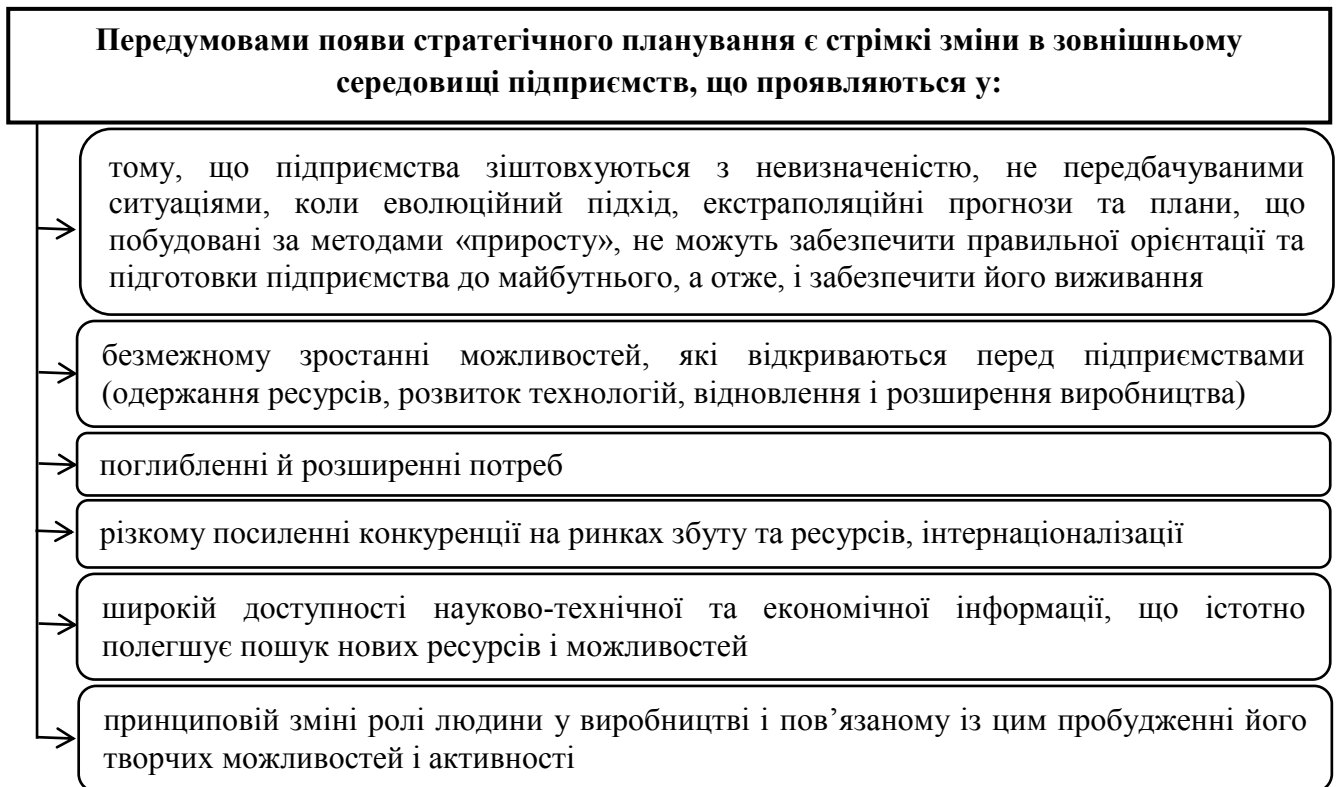 Передумовами появи стратегічного планування є стрімкі зміни в зовнішньому
середовищі підприємств, що проявляються у:
тому, що підприємства зіштовхуються з невизначеністю, не передбачуваними
ситуаціями, коли еволюційний підхід, екстраполяційні прогнози та плани, що
побудовані за методами «приросту», не можуть забезпечити правильної орієнтації та
підготовки підприємства до майбутнього, а отже, і забезпечити його виживання
безмежному зростанні можливостей, які відкриваються перед підприємствами
(одержання ресурсів, розвиток технологій, відновлення і розширення виробництва)
поглибленні й розширенні потреб
різкому посиленні конкуренції на ринках збуту та ресурсів, інтернаціоналізації
широкій доступності науково-технічної та економічної інформації, що істотно
полегшує пошук нових ресурсів і можливостей
принциповій зміні ролі людини у виробництві і пов’язаному із цим пробудженні його
творчих можливостей і активності